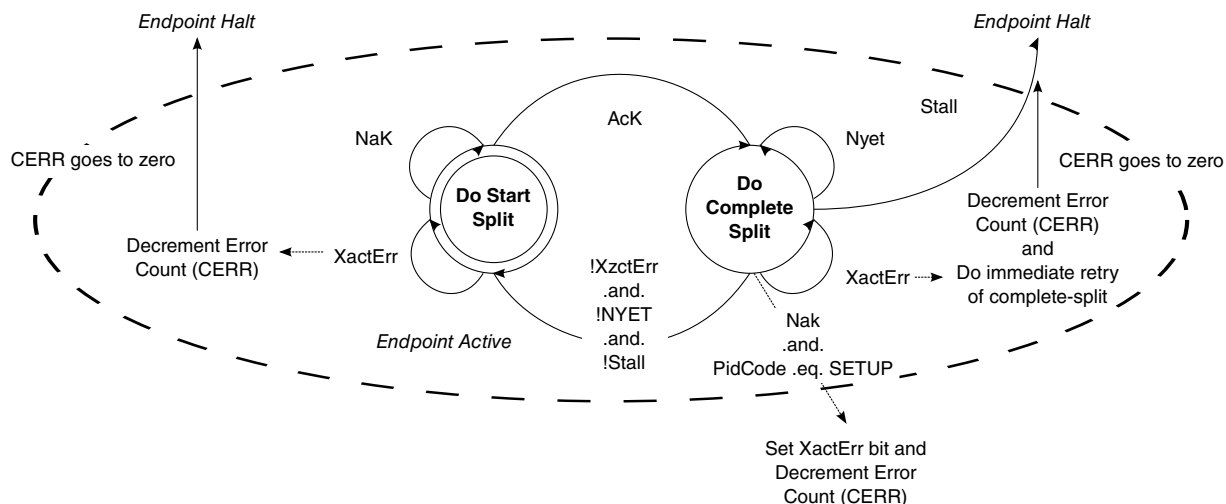 Endpoint Halt
Endpoint Halt
AcK
Stall
NaK
Nyet
CERR goes to zero
CERR goes to zero
Do Start
Split
Do
Complete
Split
Decrement Error
Count (CERR)
XactErr
!XzctErr
.and.
!NYET
.and.
!Stall
XactErr
Decrement Error
Count (CERR)
and
Do immediate retry
of complete-split
Endpoint Active
Nak
.and.
PidCode .eq. SETUP
Set XactErr bit and
Decrement Error
Count (CERR)